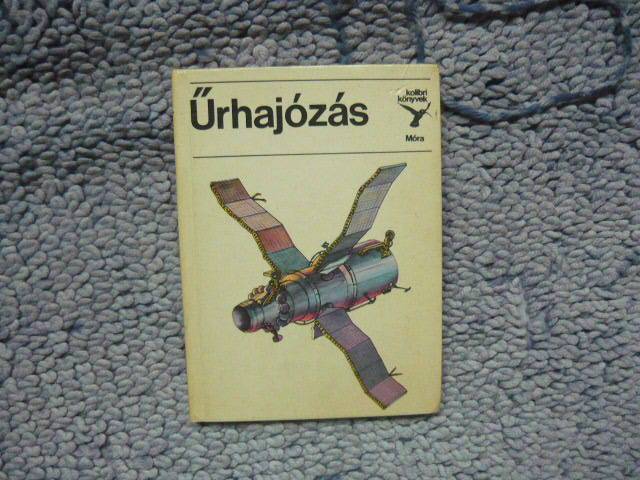 Űrhajózás
kolibri
könyvek
Móra